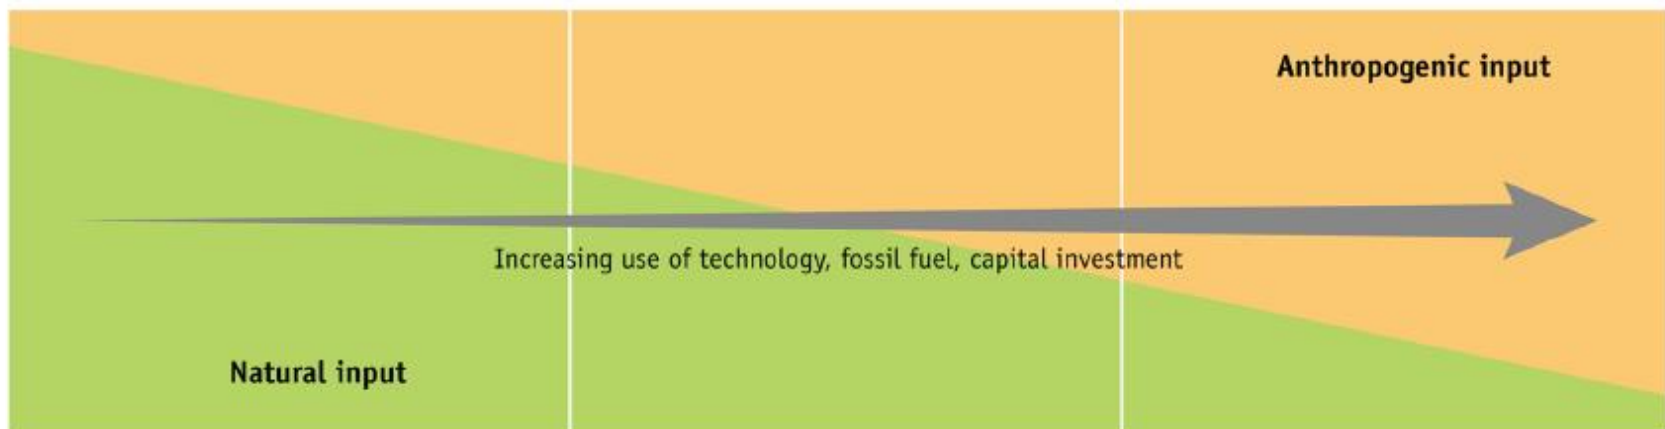 Anthropogenic input
Increasing use of technology, fossil fuel, capital investment
Natural input